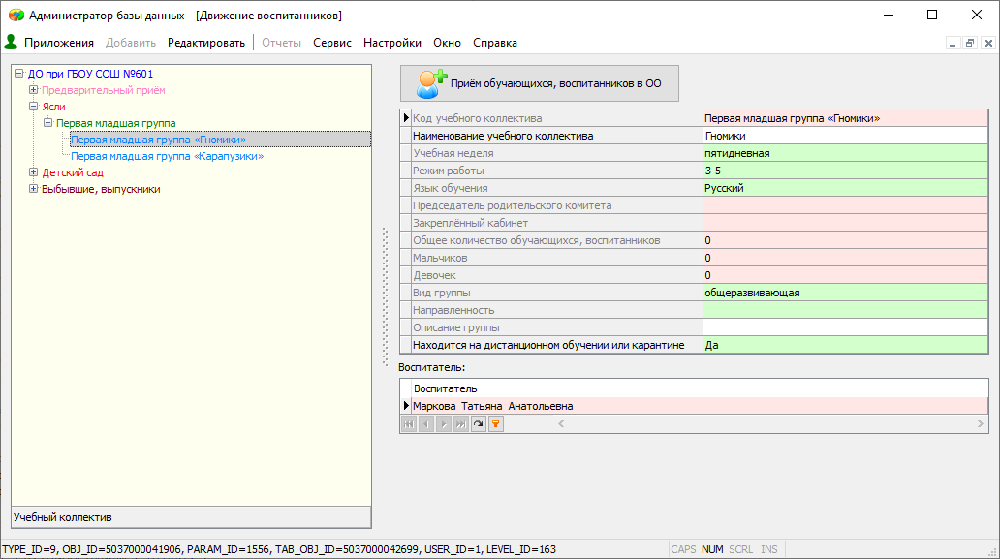 Администратор базы данных - [Движение воспитанников]
Приложения Добавить Редактировать Отчеты Сервис Настройки Окно Справка
ДО при ГБОУ СОШ №601
Предварительный приём
Ясли
Первая младшая группа
Первая младшая группа «Гномики»
Первая младшая группа «Карапузики»
Детский сад
Выбывшие, выпускники
Учебный коллектив
Приём обучающихся, воспитанников в ОО
Код учебного коллектива Первая младшая группа «Гномики»
Наименование учебного коллектива Гномики
Учебная неделя пятидневная
Режим работы 3-5
Язык обучения Русский
Председатель родительского комитета
Закреплённый кабинет
Общее количество обучающихся, воспитанников 0
Мальчиков 0
Девочек 0
Вид группы общеразвивающая
Направленность
Описание группы
Находится на дистанционном обучении или карантине Да
Воспитатель:
Воспитатель
Маркова Татьяна Анатольевна
TYPE_ID=9, OBJ_ID=5037000041906, PARAM_ID=1556, TAB_OBJ_ID=5037000042699, USER_ID=1, LEVEL_ID=163 CAPS NUM SCRL INS